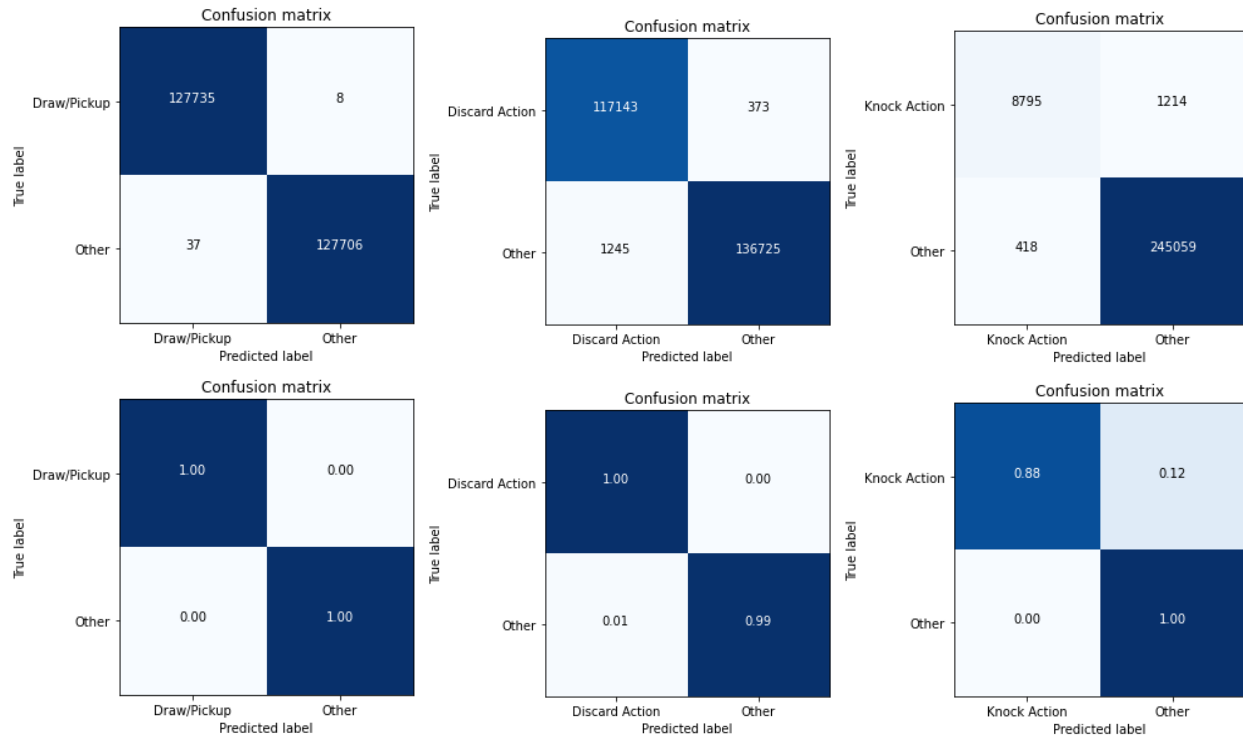 Confusion matrix
Draw/Pickup
127735
8
Other
37
127706
True label
Draw/Pickup
Other
Predicted label
Confusion matrix
Discard Action
117143
373
Other
1245
136725
True label
Discard Action
Other
Predicted label
Confusion matrix
Knock Action
8795
1214
Other
418
245059
True label
Knock Action
Other
Predicted label
Confusion matrix
Draw/Pickup
1.00
0.00
Other
0.00
1.00
True label
Draw/Pickup
Other
Predicted label
Confusion matrix
Discard Action
1.00
0.00
Other
0.01
0.99
True label
Discard Action
Other
Predicted label
Confusion matrix
Knock Action
0.88
0.12
Other
0.00
1.00
True label
Knock Action
Other
Predicted label